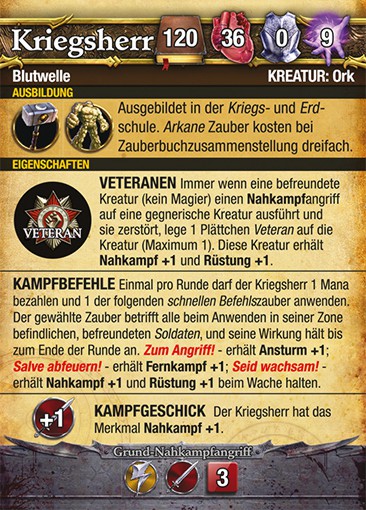 Kriegsherr 120 36 0 9
Blutwelle KREATUR: Ork
AUSBILDUNG
Ausgebildet in der Kriegs- und Erd-
schule. Arkane Zauber kosten bei
Zauberbuchzusammenstellung dreifach.
EIGENSCHAFTEN
VETERAN
VETERANEN Immer wenn eine befreundete
Kreatur (kein Magier) einen Nahkampfangriff
auf eine gegnerische Kreatur ausführt und
sie zerstört, lege 1 Plättchen Veteran auf die
Kreatur (Maximum 1). Diese Kreatur erhält
Nahkampf +1 und Rüstung +1.
KAMPFBEFEHLE Einmal pro Runde darf der Kriegsherr 1 Mana
bezahlen und 1 der folgenden schnellen Befehlszauber anwenden.
Der gewählte Zauber betrifft alle beim Anwenden in seiner Zone
befindlichen, befreundeten Soldaten, und seine Wirkung hält bis
zum Ende der Runde an. Zum Angriff! - erhält Ansturm +1;
Salve abfeuern! - erhält Fernkampf +1; Seid wachsam! -
erhält Nahkampf +1 und Rüstung +1 beim Wache halten.
+1 KAMPFGESCHICK Der Kriegsherr hat das
Merkmal Nahkampf +1.
Grund-Nahkampfangriff
3